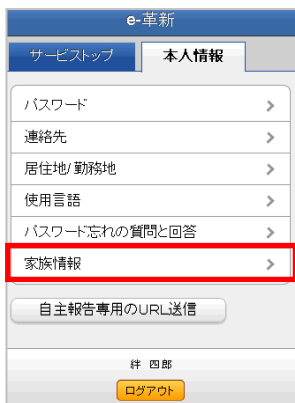 e-革新
サービストップ 本人情報
パスワード
連絡先
居住地/勤務地
使用言語
パスワード忘れの質問と回答
家族情報
自主報告専用のURL送信
絆 四郎
ログアウト